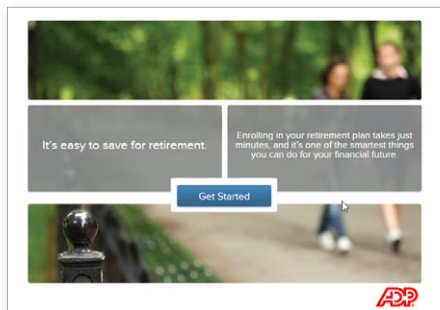 It's easy to save for retirement.
Enrolling in your retirement plan takes just
minutes, and it's one of the smartest things
you can do for your financial future.
Get Started
ADP